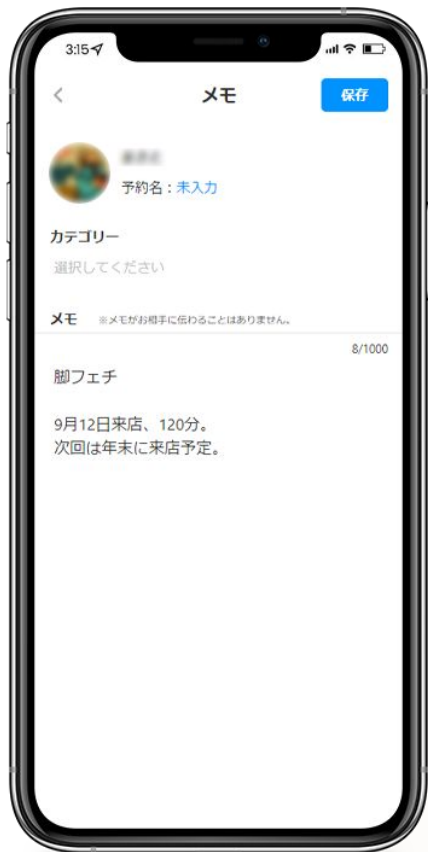 3:15
メモ
保存
予約名：未入力
カテゴリー
選択してください
メモ ※メモがお相手に伝わることはありません。
8/1000
脚フェチ
9月12日来店、120分。
次回は年末に来店予定。